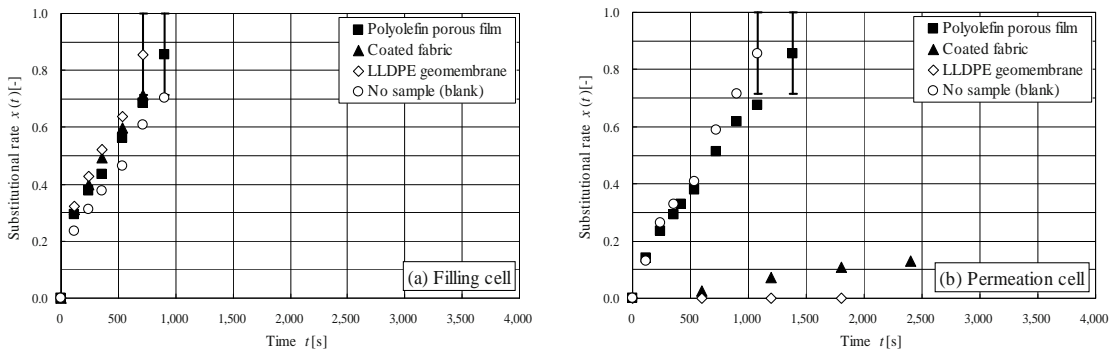 1.0
0.8
0.6
0.4
0.2
0.0
Substitutional rate x (t)[-]
Polyolefin porous film
Coated fabric
LLDPE geomembrane
No sample (blank)
(a) Filling cell
0 500 1,000 1,500 2,000 2,500 3,000 3,500 4,000
Time t[s]
1.0
0.8
0.6
0.4
0.2
0.0
Substitutional rate x (t)[-]
Polyolefin porous film
Coated fabric
LLDPE geomembrane
No sample (blank)
(b) Permeation cell
0 500 1,000 1,500 2,000 2,500 3,000 3,500 4,000
Time t[s]